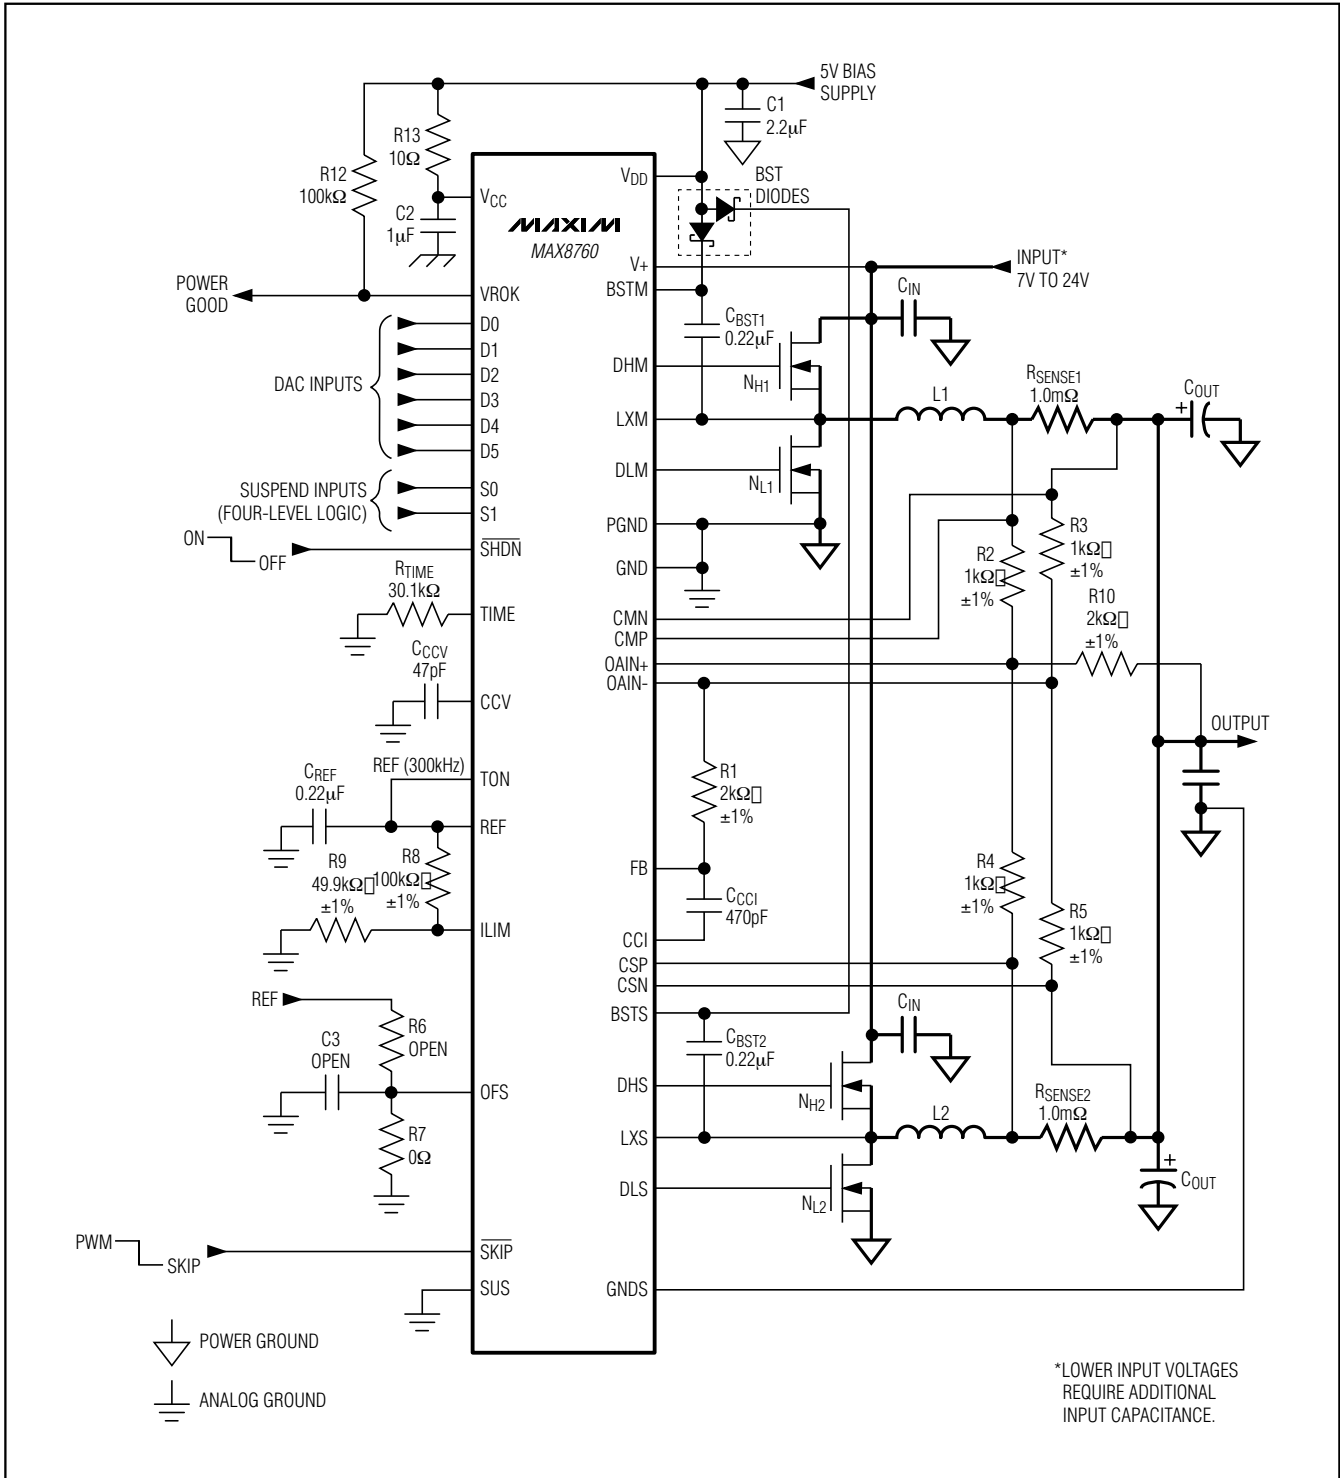 5V BIAS
SUPPLY
C1
2.2µF
R13
10Ω
R12
100kΩ
C2
1µF
VCC
VDD
BST
DIODES
MAXIM
MAX8760
V+
INPUT*
7V TO 24V
BSTM
POWER
GOOD
VROK
CIN
CBST1
0.22µF
D0
D1
D2
D3
D4
D5
DAC INPUTS
DHM
NH1
RSENSE1
1.0mΩ
L1
COUT
+
LXM
DLM
NL1
SUSPEND INPUTS
(FOUR-LEVEL LOGIC)
S0
S1
PGND
ON
OFF
SHDN
GND
R2
1kΩ□
±1%
R3
1kΩ□
±1%
R10
2kΩ□
±1%
RTIME
30.1kΩ
TIME
CMN
CMP
OAIN+
OAIN-
CCCV
47pF
CCV
OUTPUT
REF (300kHz)
TON
CREF
0.22µF
REF
R1
2kΩ□
±1%
R9
49.9kΩ□
±1%
R8
100kΩ□
±1%
ILIM
FB
CCCI
470pF
CCI
R4
1kΩ□
±1%
R5
1kΩ□
±1%
CSP
CSN
REF
R6
OPEN
C3
OPEN
OFS
R7
0Ω
BSTS
CBST2
0.22µF
CIN
DHS
NH2
L2
RSENSE2
1.0mΩ
LXS
DLS
NL2
+
COUT
PWM
SKIP
SKIP
SUS
GNDS
POWER GROUND
ANALOG GROUND
*LOWER INPUT VOLTAGES
REQUIRE ADDITIONAL
INPUT CAPACITANCE.